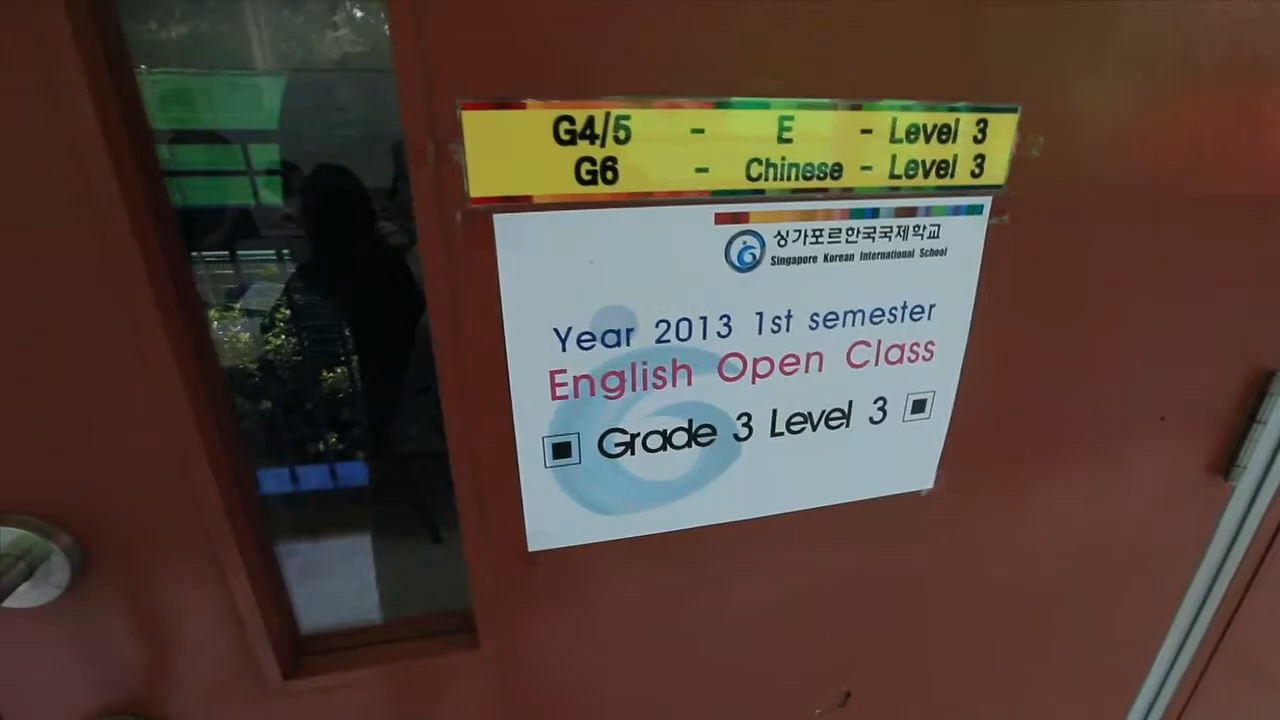 G4/5 - E - Level 3
G6 - Chinese - Level 3
싱가포르한국국제학교
Singapore Korean International School
Year 2013 1st semester
English Open Class
▣ Grade 3 Level 3 ▣